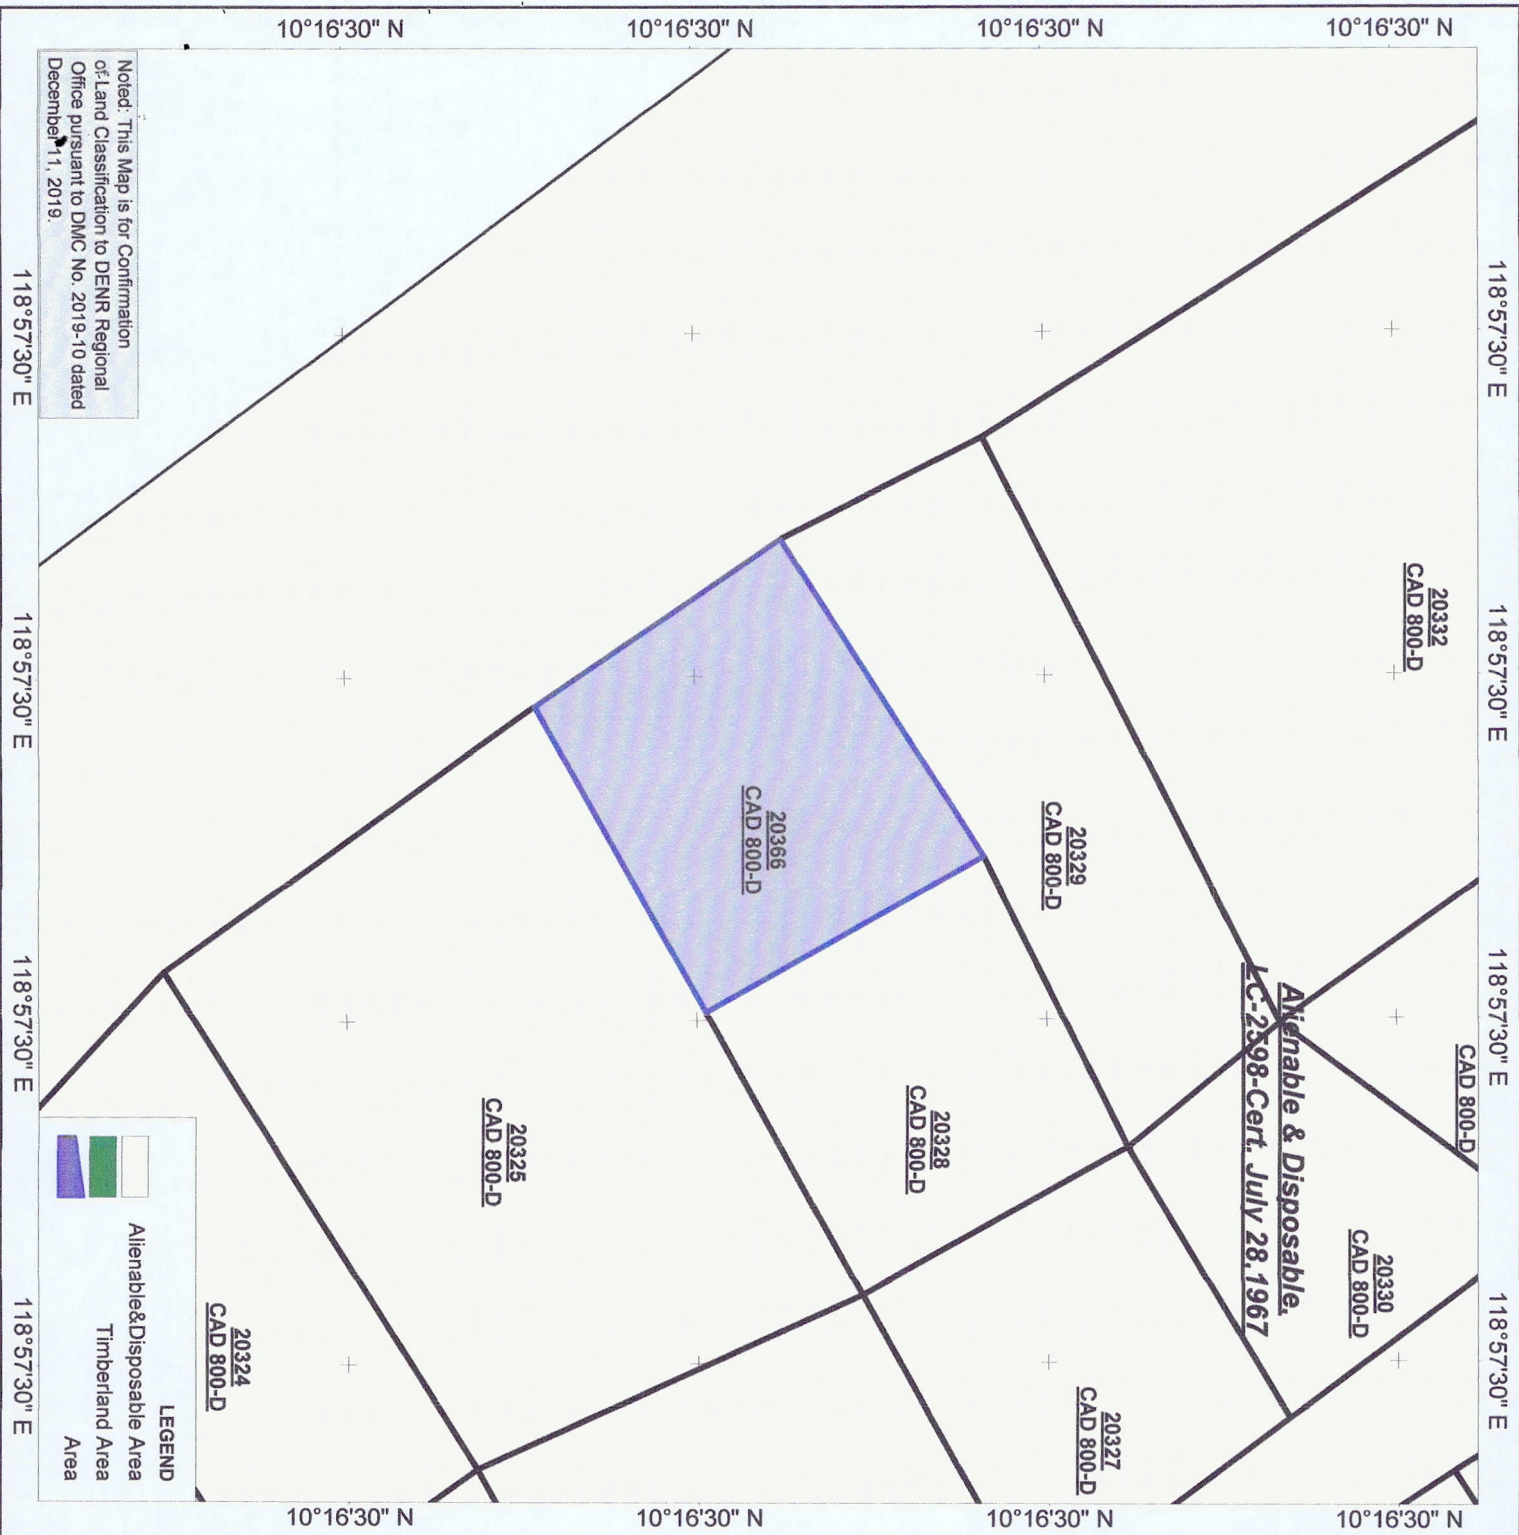 10°16'30" N
10°16'30" N
10°16'30" N
10°16'30" N
118°57'30" E
118°57'30" E
118°57'30" E
118°57'30" E
Noted: This Map is for Confirmation
of Land Classification to DENR Regional
Office pursuant to DMC No. 2019-10 dated
December 11, 2019.
20332
CAD 800-D
20329
CAD 800-D
20366
CAD 800-D
CAD 800-D
Alienable & Disposable,
LC-2598-Cert. July 28,1967
20330
CAD 800-D
20328
CAD 800-D
20325
CAD 800-D
20327
CAD 800-D
20324
CAD 800-D
LEGEND
Alienable&Disposable Area
Timberland Area
Area
118°57'30" E
118°57'30" E
118°57'30" E
118°57'30" E
10°16'30" N
10°16'30" N
10°16'30" N
10°16'30" N